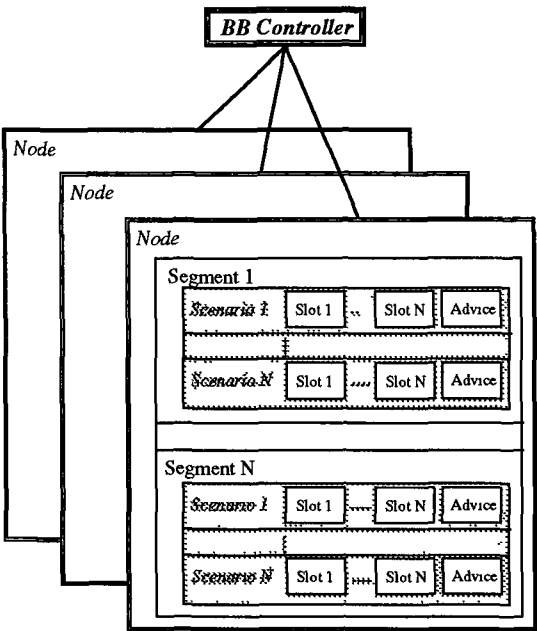 BB Controller
Node
Node
Node
Segment 1
Scenario 1 Slot 1 .. Slot N Advice
Scenario N Slot 1 .... Slot N Advice
Segment N
Scenario 1 Slot 1 ..... Slot N Advice
Scenario N Slot 1 .... Slot N Advice